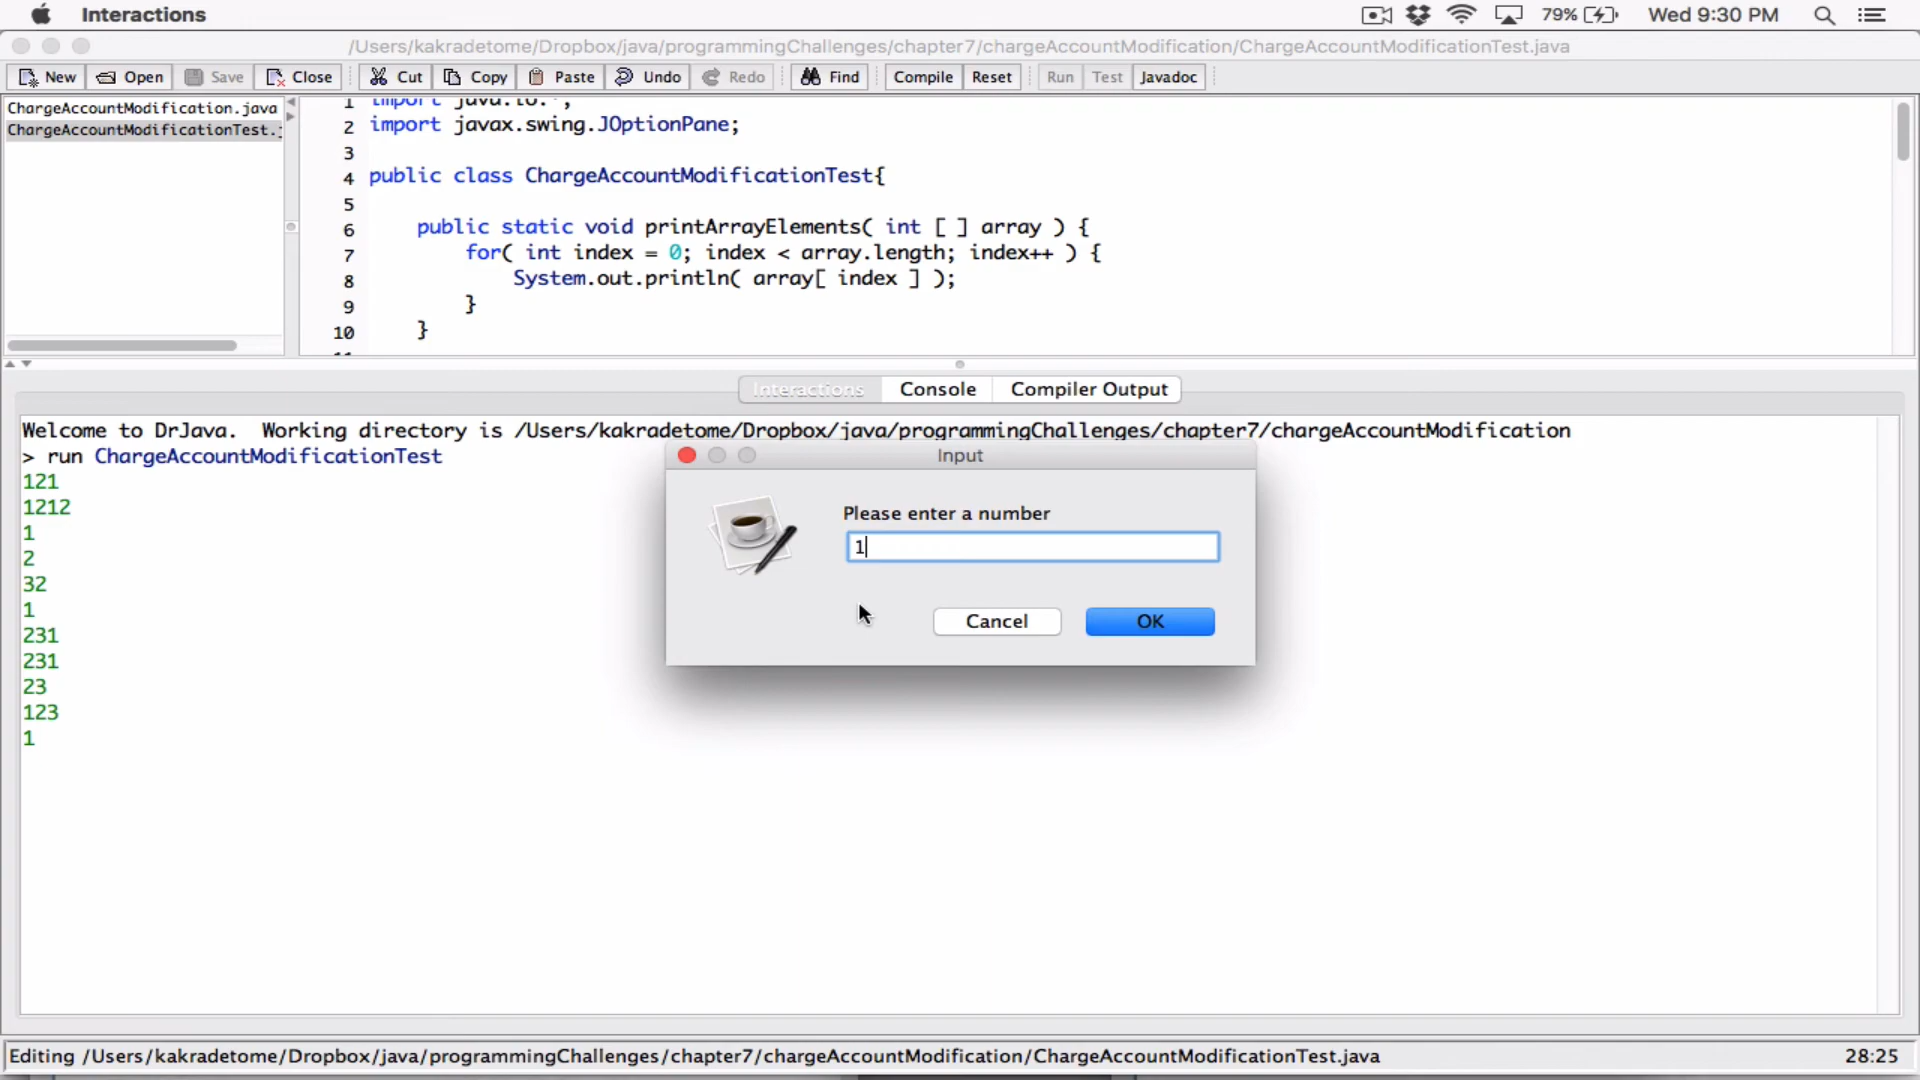 Interactions
79%
Wed 9:30 PM
/Users/kakradetome/Dropbox/java/programmingChallenges/chapter7/chargeAccountModification/ChargeAccountModificationTest.java
New Open Save Close Cut Copy Paste Undo Redo Find Compile Reset Run Test Javadoc
ChargeAccountModification.java
ChargeAccountModificationTest.j
1 import java.io.*;
2 import javax.swing.JOptionPane;
3
4 public class ChargeAccountModificationTest{
5
6 public static void printArrayElements( int [ ] array ) {
7 for( int index = 0; index < array.length; index++ ) {
8 System.out.println( array[ index ] );
9 }
10 }
11
Interactions Console Compiler Output
Welcome to DrJava. Working directory is /Users/kakradetome/Dropbox/java/programmingChallenges/chapter7/chargeAccountModification
> run ChargeAccountModificationTest
121
1212
1
2
32
1
231
231
23
123
1
Input
Please enter a number
1
Cancel OK
Editing /Users/kakradetome/Dropbox/java/programmingChallenges/chapter7/chargeAccountModification/ChargeAccountModificationTest.java
28:25